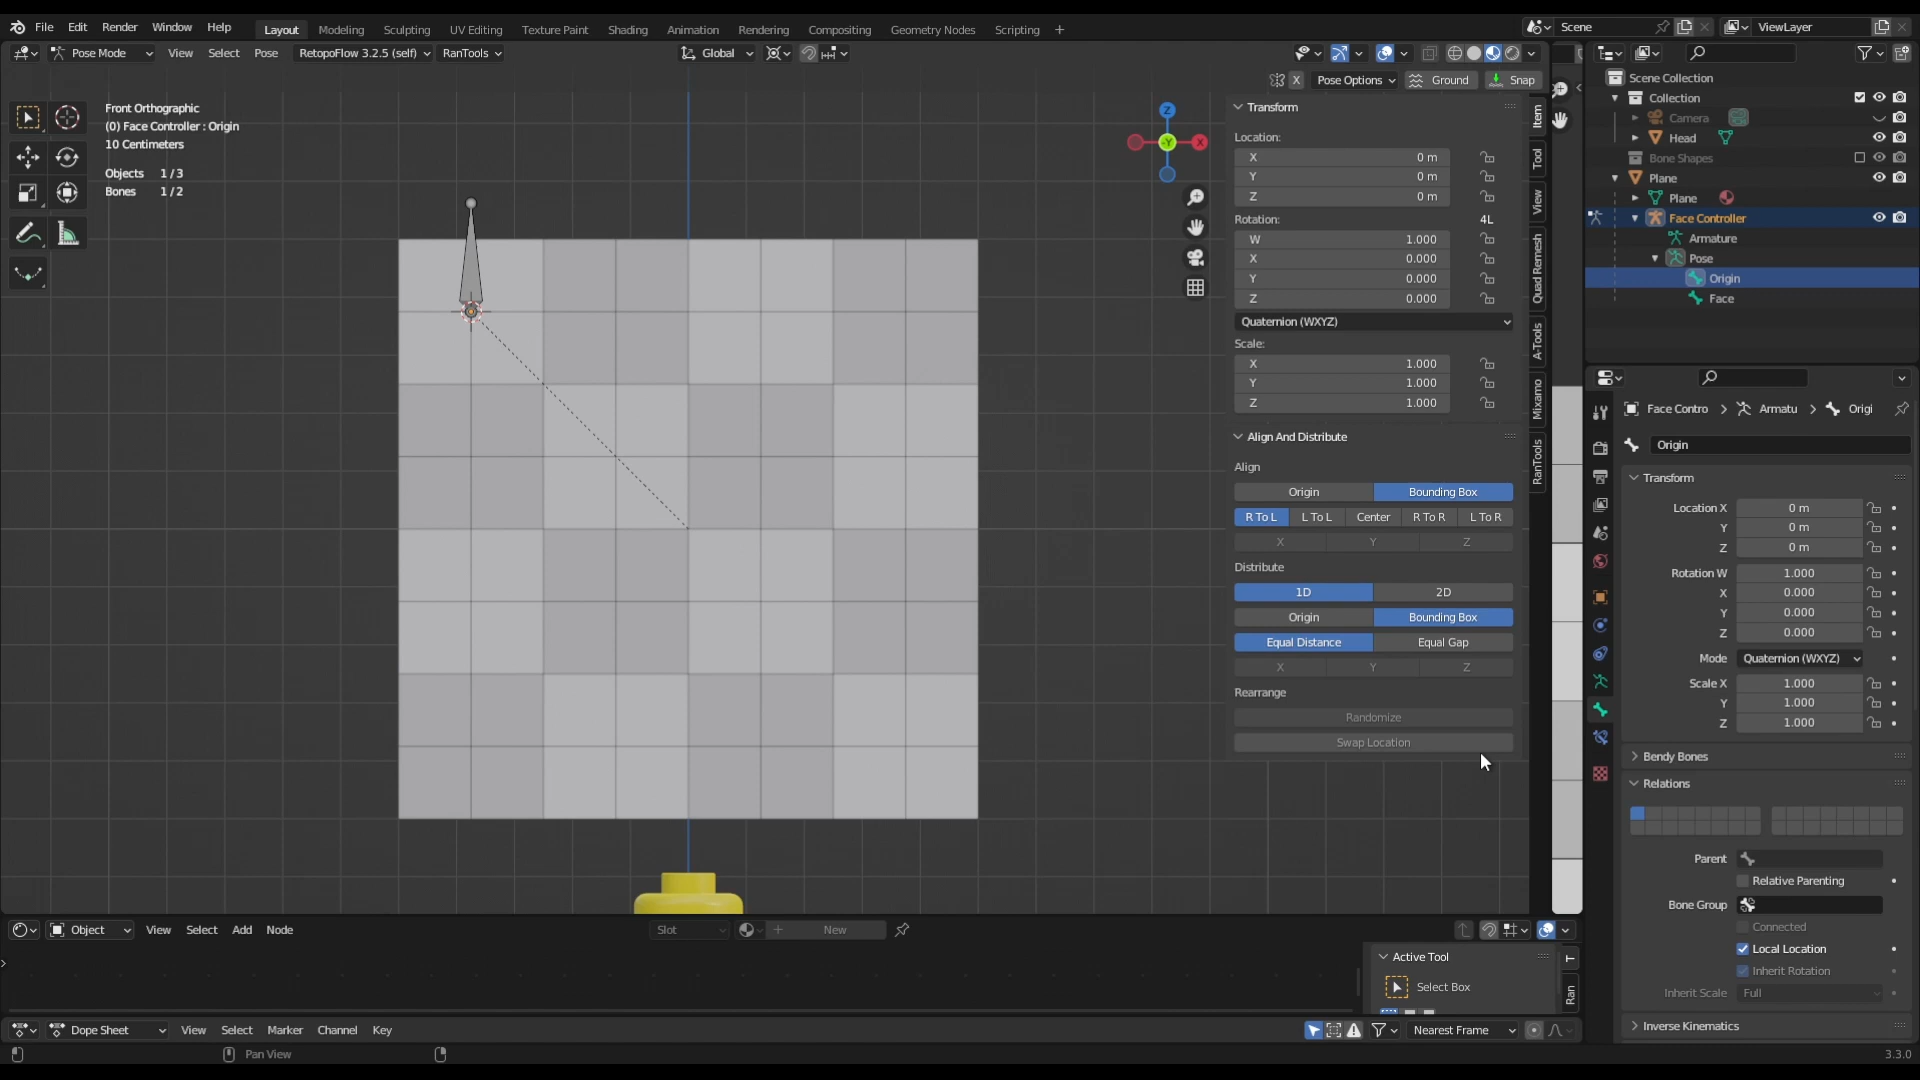 File Edit Render Window Help Layout Modeling Sculpting UV Editing Texture Paint Shading Animation Rendering Compositing Geometry Nodes Scripting + Scene ViewLayer
Pose Mode View Select Pose RetopoFlow 3.2.5 (self) RanTools Global
X Pose Options Ground Snap
Front Orthographic
(0) Face Controller : Origin
10 Centimeters
Objects 1/3
Bones 1/2
Z
-Y
X
Transform
Location:
X 0 m
Y 0 m
Z 0 m
Rotation: 4L
W 1.000
X 0.000
Y 0.000
Z 0.000
Quaternion (WXYZ)
Scale:
X 1.000
Y 1.000
Z 1.000
Align And Distribute
Align
Origin Bounding Box
R To L L To L Center R To R L To R
X Y Z
Distribute
1D 2D
Origin Bounding Box
Equal Distance Equal Gap
X Y Z
Rearrange
Randomize
Swap Location
Item
Tool
View
Quad Remesh
A-Tools
Mixamo
RanTools
Scene Collection
Collection
Camera
Head
Bone Shapes
Plane
Plane
Face Controller
Armature
Pose
Origin
Face
Face Contro Armatu Origi
Origin
Transform
Location X 0 m
Y 0 m
Z 0 m
Rotation W 1.000
X 0.000
Y 0.000
Z 0.000
Mode Quaternion (WXYZ)
Scale X 1.000
Y 1.000
Z 1.000
Bendy Bones
Relations
Parent
Relative Parenting
Bone Group
Connected
Local Location
Inherit Rotation
Inherit Scale Full
Inverse Kinematics
Object View Select Add Node Slot New
Active Tool
Select Box
T
Ran
Dope Sheet View Select Marker Channel Key Nearest Frame
Pan View 3.3.0